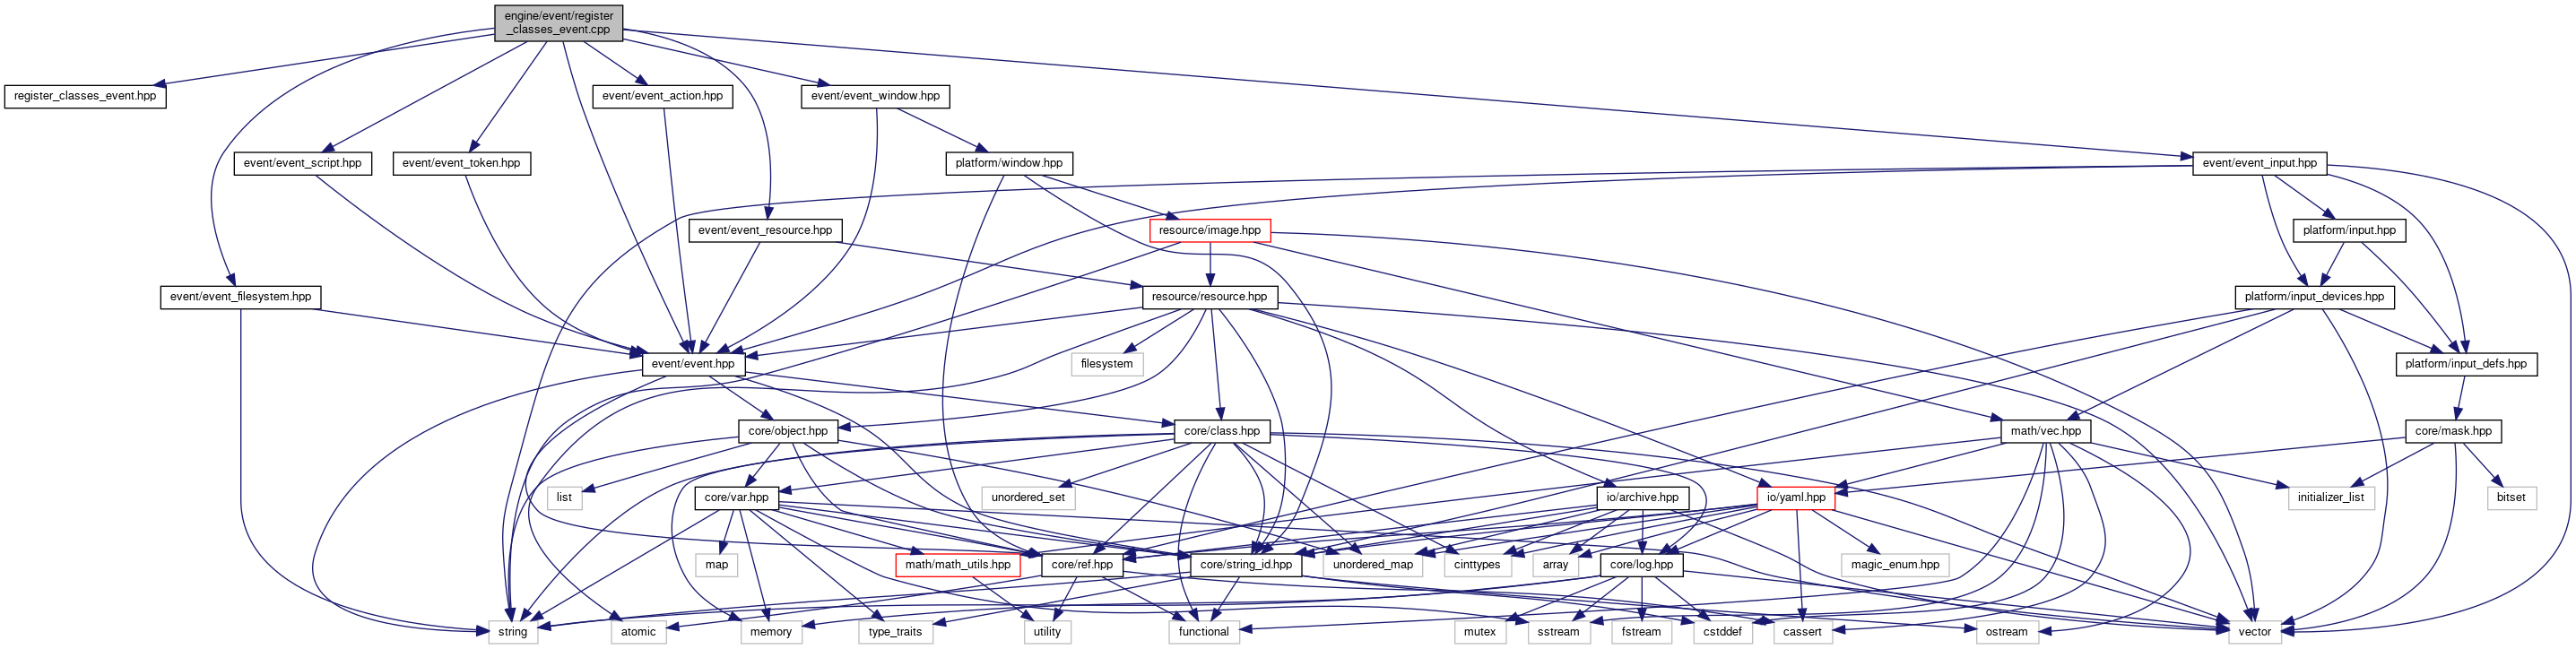 engine/event/register
_classes_event.cpp
register_classes_event.hpp
event/event_action.hpp
event/event_window.hpp
event/event_script.hpp
event/event_token.hpp
platform/window.hpp
event/event_input.hpp
event/event_resource.hpp
resource/image.hpp
platform/input.hpp
event/event_filesystem.hpp
resource/resource.hpp
platform/input_devices.hpp
event/event.hpp
filesystem
platform/input_defs.hpp
core/object.hpp
core/class.hpp
math/vec.hpp
core/mask.hpp
list
core/var.hpp
unordered_set
io/archive.hpp
io/yaml.hpp
initializer_list
bitset
map
math/math_utils.hpp
core/ref.hpp
core/string_id.hpp
unordered_map
cinttypes
array
core/log.hpp
magic_enum.hpp
string
atomic
memory
type_traits
utility
functional
mutex
sstream
fstream
cstddef
cassert
ostream
vector